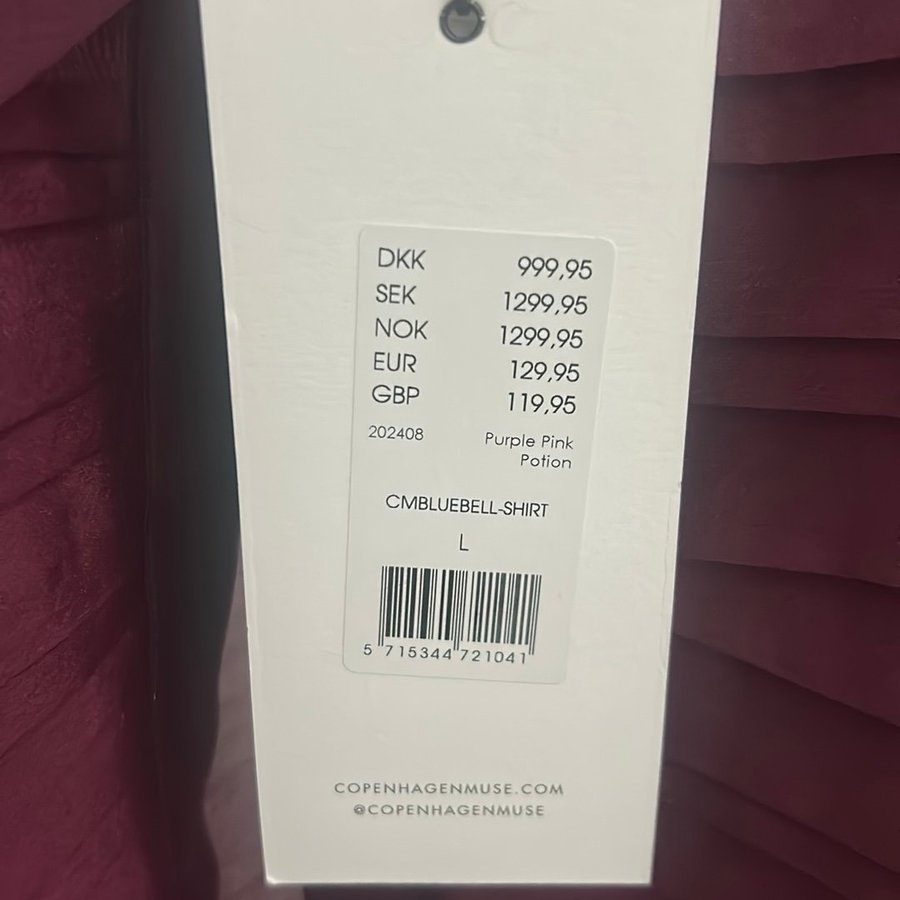 DKK 999,95
SEK 1299,95
NOK 1299,95
EUR 129,95
GBP 119,95
202408 Purple Pink
Potion
CMBLUEBELL-SHIRT
L
5 715344 721041
COPENHAGENMUSE.COM
@COPENHAGENMUSE